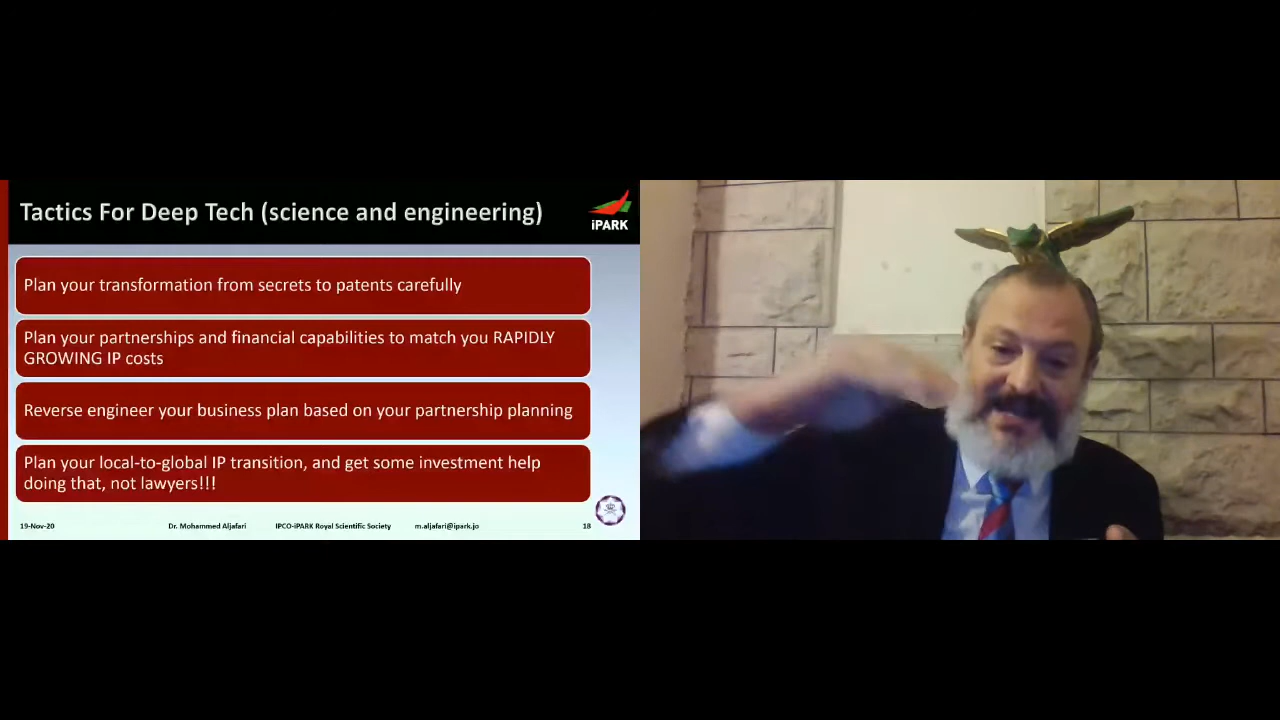 Tactics For Deep Tech (science and engineering)
iPARK
Plan your transformation from secrets to patents carefully
Plan your partnerships and financial capabilities to match you RAPIDLY
GROWING IP costs
Reverse engineer your business plan based on your partnership planning
Plan your local-to-global IP transition, and get some investment help
doing that, not lawyers!!!
19-Nov-20 Dr. Mohammed Aljafari IPCO-iPARK Royal Scientific Society m.aljafari@ipark.jo 18